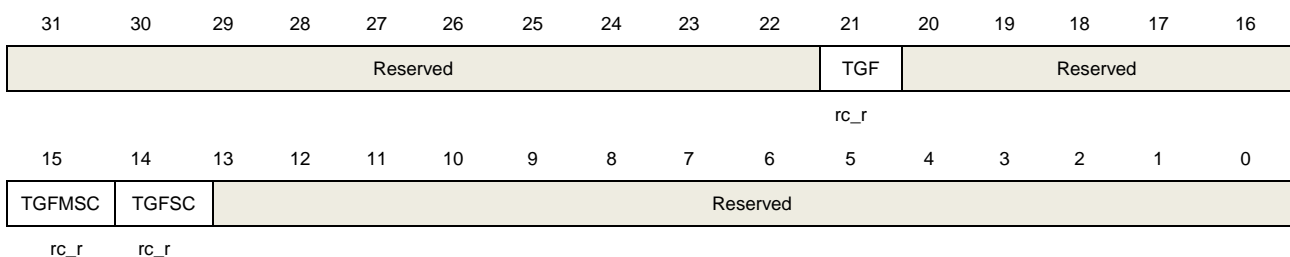 31 30 29 28 27 26 25 24 23 22 21 20 19 18 17 16
Reserved TGF Reserved
rc_r
15 14 13 12 11 10 9 8 7 6 5 4 3 2 1 0
TGFMSC TGFSC Reserved
rc_r rc_r